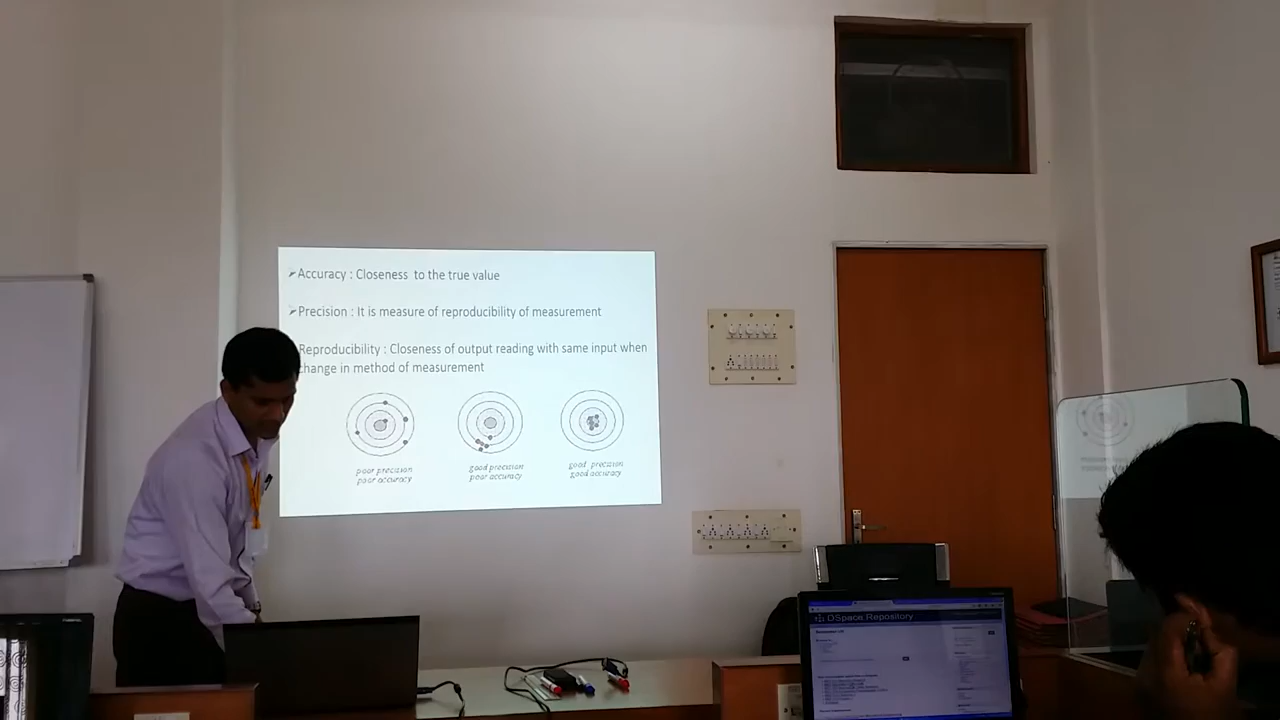 ➢Accuracy : Closeness to the true value
➢Precision : It is measure of reproducibility of measurement
Reproducibility : Closeness of output reading with same input when
change in method of measurement
poor precision
poor accuracy
good precision
poor accuracy
good precision
good accuracy
DSpace Repository